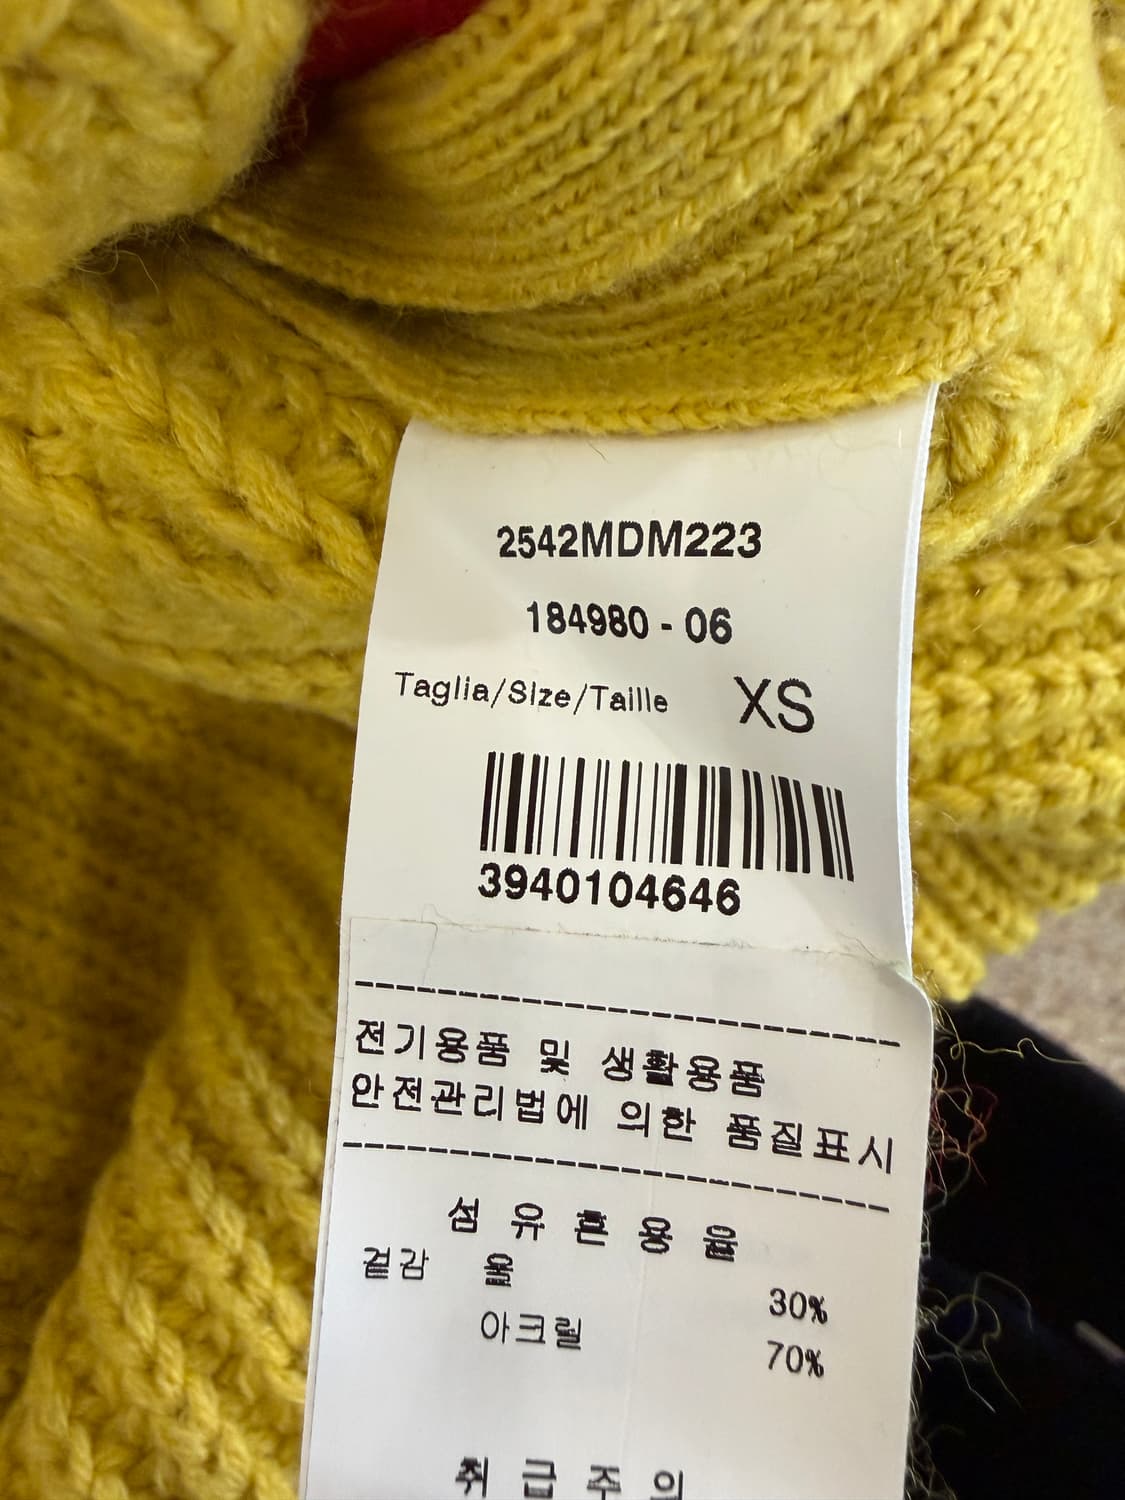 2542MDM223
184980 - 06
Taglia/Size/Taille XS
3940104646
전기용품 및 생활용품
안전관리법에 의한 품질표시
섬 유 혼 용 율
겉감 울 30%
아크릴 70%
취 급 주 의